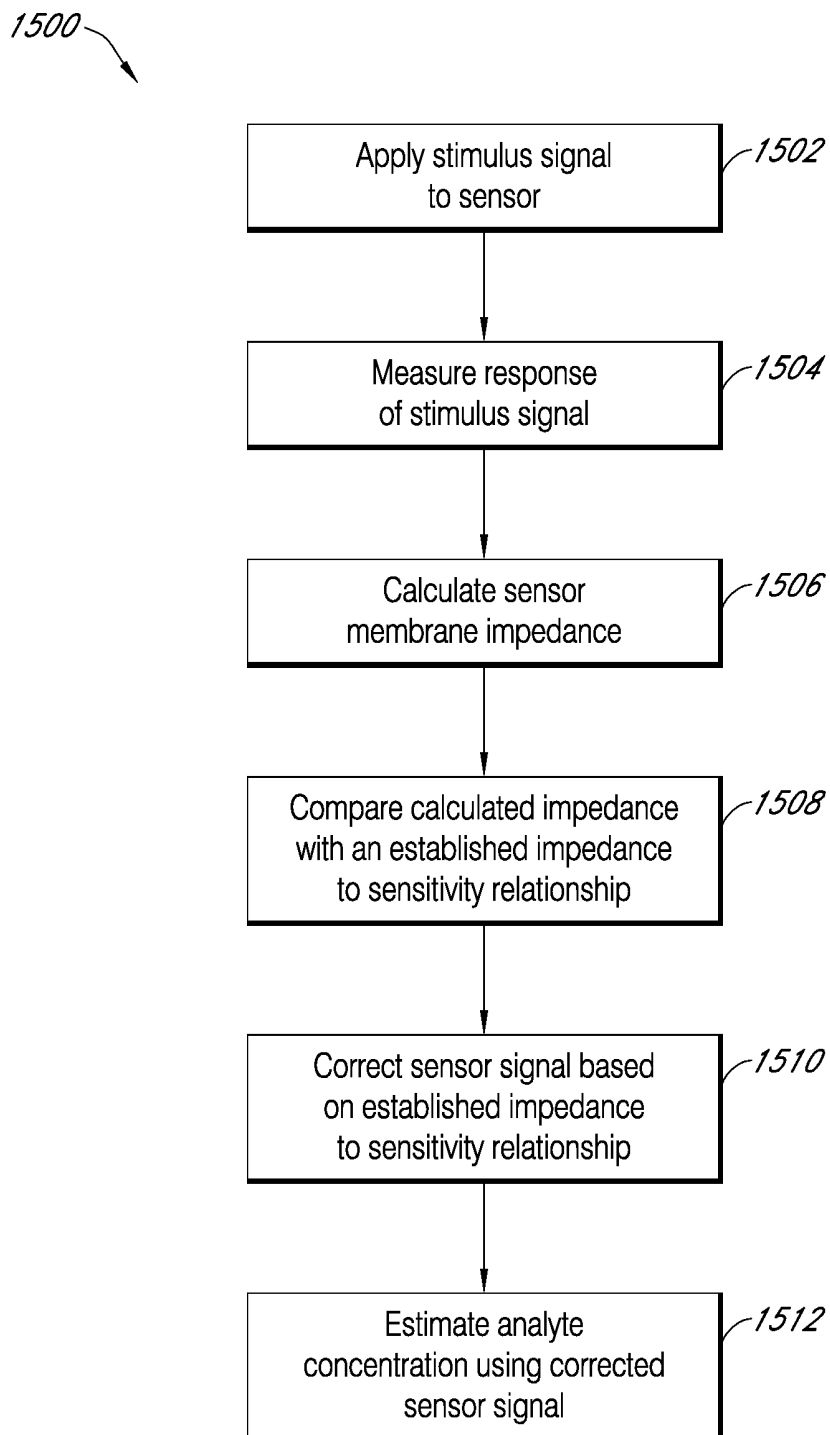 1500
Apply stimulus signal
to sensor
1502
Measure response
of stimulus signal
1504
Calculate sensor
membrane impedance
1506
Compare calculated impedance
with an established impedance
to sensitivity relationship
1508
Correct sensor signal based
on established impedance
to sensitivity relationship
1510
Estimate analyte
concentration using corrected
sensor signal
1512